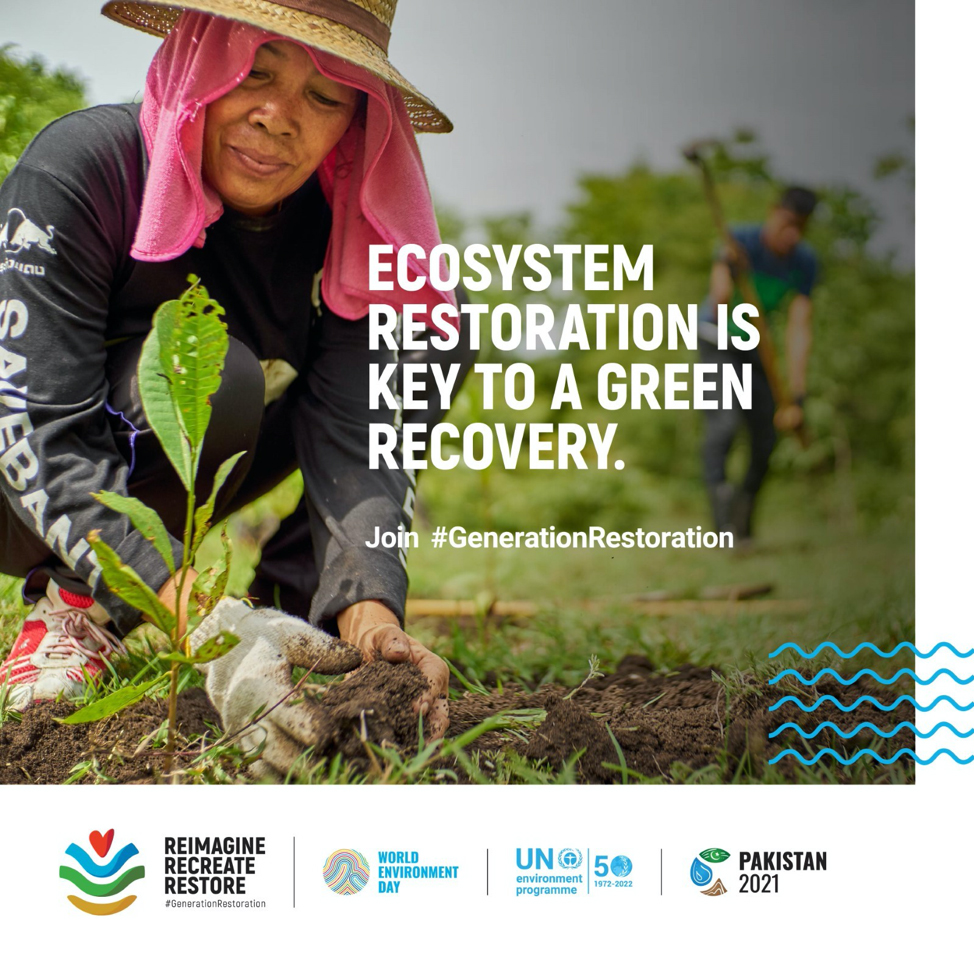 ECOSYSTEM
RESTORATION IS
KEY TO A GREEN
RECOVERY.
Join #GenerationRestoration
REIMAGINE
RECREATE
RESTORE
#GenerationRestoration
WORLD
ENVIRONMENT
DAY
UN
environment
programme
50
1972-2022
PAKISTAN
2021